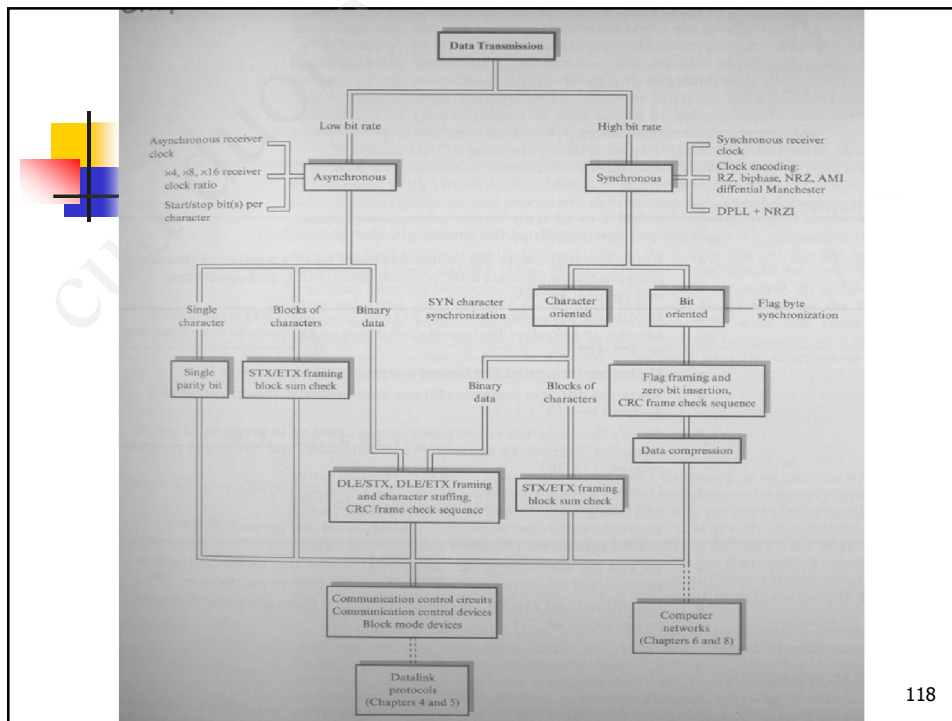 Data Transmission
Low bit rate
High bit rate
Asynchronous receiver
clock
×4, ×8, ×16 receiver
clock ratio
Start/stop bit(s) per
character
Asynchronous
Synchronous
Synchronous receiver
clock
Clock encoding:
RZ, biphase, NRZ, AMI
diffential Manchester
DPLL + NRZI
Single
character
Blocks of
characters
Binary
data
SYN character
synchronization
Character
oriented
Bit
oriented
Flag byte
synchronization
Single
parity bit
STX/ETX framing
block sum check
Binary
data
Blocks of
characters
Flag framing and
zero bit insertion,
CRC frame check sequence
Data compression
DLE/STX, DLE/ETX framing
and character stuffing,
CRC frame check sequence
STX/ETX framing
block sum check
Communication control circuits
Communication control devices
Block mode devices
Computer
networks
(Chapters 6 and 8)
Datalink
protocols
(Chapters 4 and 5)
118